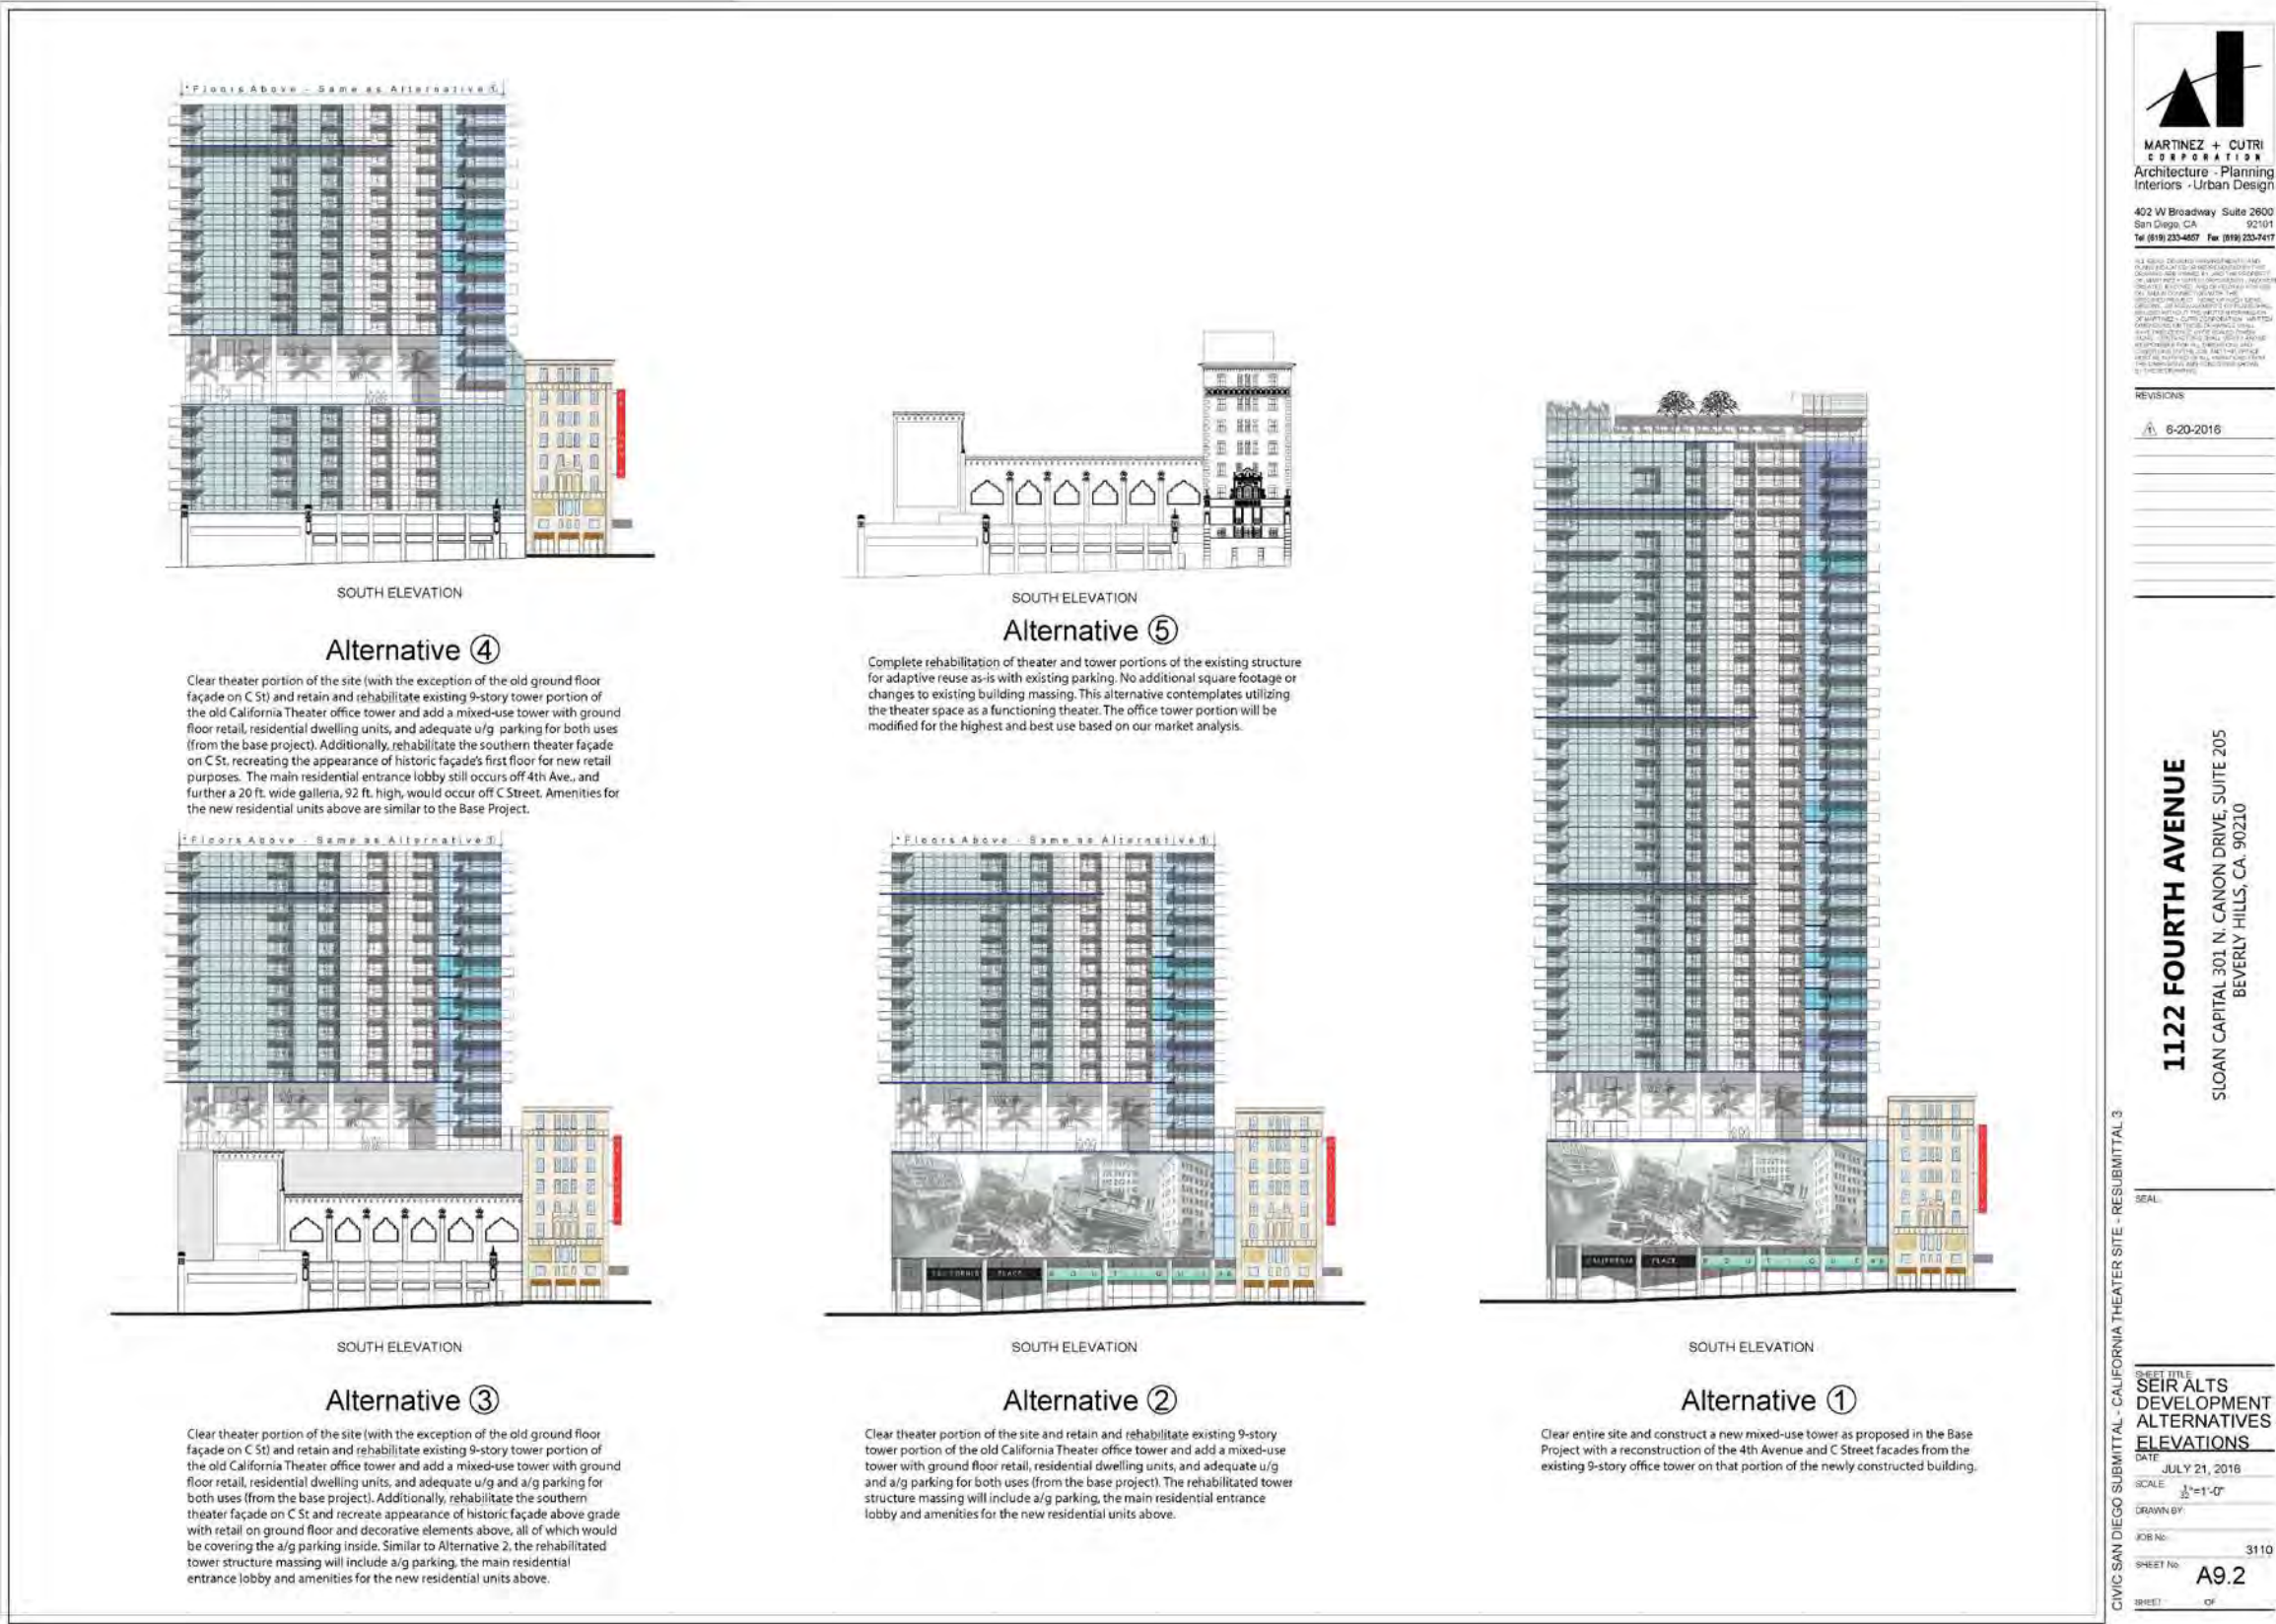 *Floors Above - Same as Alternative ①
SOUTH ELEVATION
Alternative ④
Clear theater portion of the site (with the exception of the old ground floor
façade on C St) and retain and rehabilitate existing 9-story tower portion of
the old California Theater office tower and add a mixed-use tower with ground
floor retail, residential dwelling units, and adequate u/g parking for both uses
(from the base project). Additionally, rehabilitate the southern theater façade
on C St, recreating the appearance of historic façade's first floor for new retail
purposes. The main residential entrance lobby still occurs off 4th Ave., and
further a 20 ft. wide galleria, 92 ft. high, would occur off C Street. Amenities for
the new residential units above are similar to the Base Project.
SOUTH ELEVATION
Alternative ⑤
Complete rehabilitation of theater and tower portions of the existing structure
for adaptive reuse as-is with existing parking. No additional square footage or
changes to existing building massing. This alternative contemplates utilizing
the theater space as a functioning theater. The office tower portion will be
modified for the highest and best use based on our market analysis.
*Floors Above - Same as Alternative ①
SOUTH ELEVATION
Alternative ③
Clear theater portion of the site (with the exception of the old ground floor
façade on C St) and retain and rehabilitate existing 9-story tower portion of
the old California Theater office tower and add a mixed-use tower with ground
floor retail, residential dwelling units, and adequate u/g and a/g parking for
both uses (from the base project). Additionally, rehabilitate the southern
theater façade on C St and recreate appearance of historic façade above grade
with retail on ground floor and decorative elements above, all of which would
be covering the a/g parking inside. Similar to Alternative 2, the rehabilitated
tower structure massing will include a/g parking, the main residential
entrance lobby and amenities for the new residential units above.
*Floors Above - Same as Alternative ①
CALIFORNIA PLACE BOUTIQUES
SOUTH ELEVATION
Alternative ②
Clear theater portion of the site and retain and rehabilitate existing 9-story
tower portion of the old California Theater office tower and add a mixed-use
tower with ground floor retail, residential dwelling units, and adequate u/g
and a/g parking for both uses (from the base project). The rehabilitated tower
structure massing will include a/g parking, the main residential entrance
lobby and amenities for the new residential units above.
CALIFORNIA PLACE BOUTIQUES
SOUTH ELEVATION
Alternative ①
Clear entire site and construct a new mixed-use tower as proposed in the Base
Project with a reconstruction of the 4th Avenue and C Street facades from the
existing 9-story office tower on that portion of the newly constructed building.
CIVIC SAN DIEGO SUBMITTAL - CALIFORNIA THEATER SITE - RESUBMITTAL 3
MARTINEZ + CUTRI
CORPORATION
Architecture - Planning
Interiors - Urban Design
402 W Broadway Suite 2600
San Diego, CA 92101
Tel (619) 233-4857 Fax (619) 233-7417
REVISIONS
1 6-20-2016
1122 FOURTH AVENUE
SLOAN CAPITAL 301 N. CANON DRIVE, SUITE 205
BEVERLY HILLS, CA. 90210
SEAL:
SHEET TITLE
SEIR ALTS
DEVELOPMENT
ALTERNATIVES
ELEVATIONS
DATE
JULY 21, 2016
SCALE
1/32"=1'-0"
DRAWN BY:
JOB No.
3110
SHEET No.
A9.2
SHEET OF